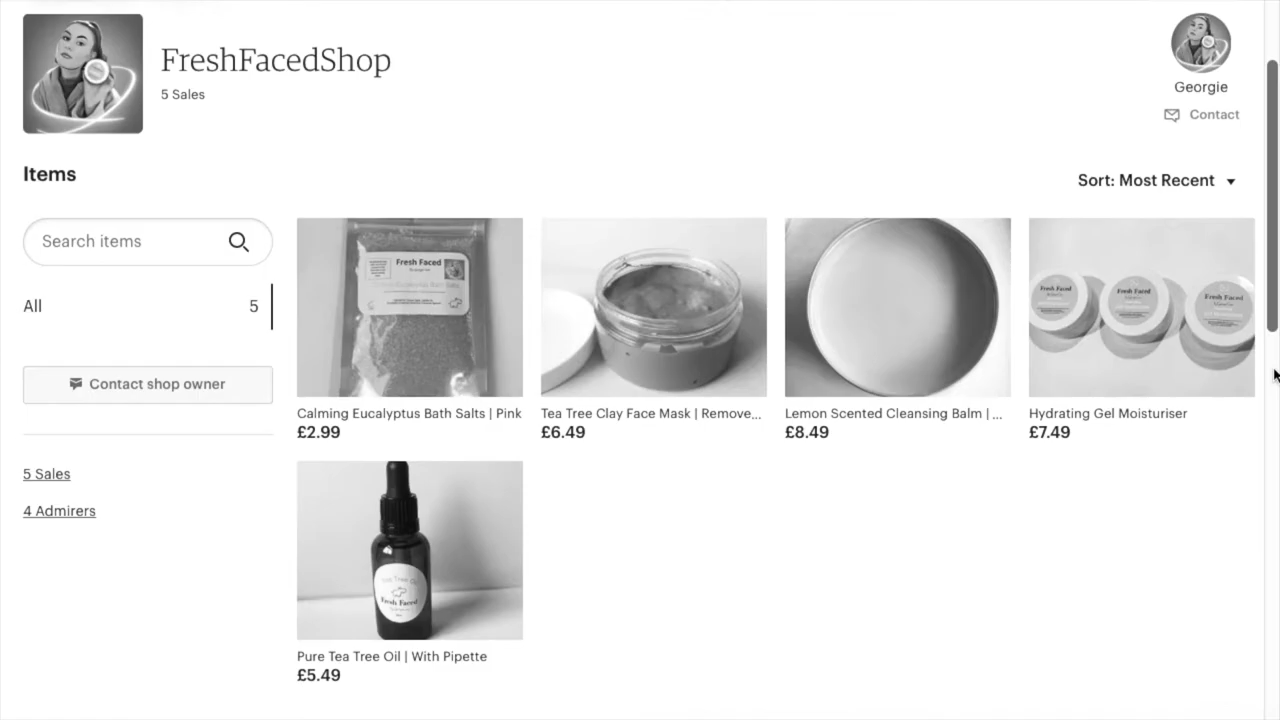 FreshFacedShop
5 Sales
Georgie
Contact
Items
Sort: Most Recent
Search items
All 5
Contact shop owner
5 Sales
4 Admirers
Fresh Faced
Calming Eucalyptus Bath Salts | Pink
£2.99
Tea Tree Clay Face Mask | Remove...
£6.49
Lemon Scented Cleansing Balm | ...
£8.49
Fresh Faced
Fresh Faced
Fresh Faced
Hydrating Gel Moisturiser
£7.49
Tea Tree Oil
Fresh Faced
Pure Tea Tree Oil | With Pipette
£5.49